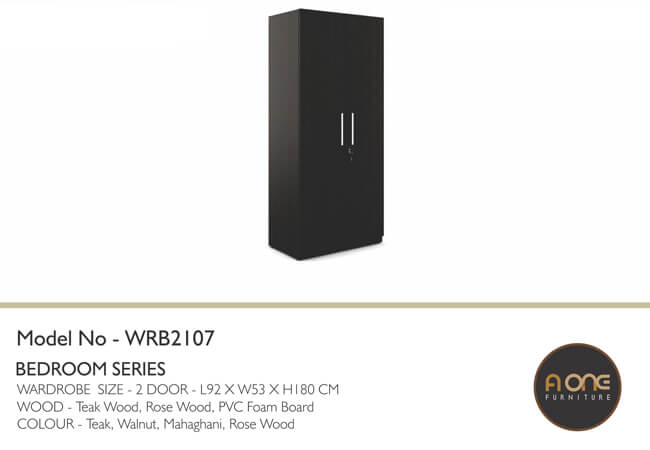 Model No - WRB2107
BEDROOM SERIES
WARDROBE SIZE - 2 DOOR - L92 X W53 X H180 CM
WOOD - Teak Wood, Rose Wood, PVC Foam Board
COLOUR - Teak, Walnut, Mahaghani, Rose Wood
A ONE
FURNITURE